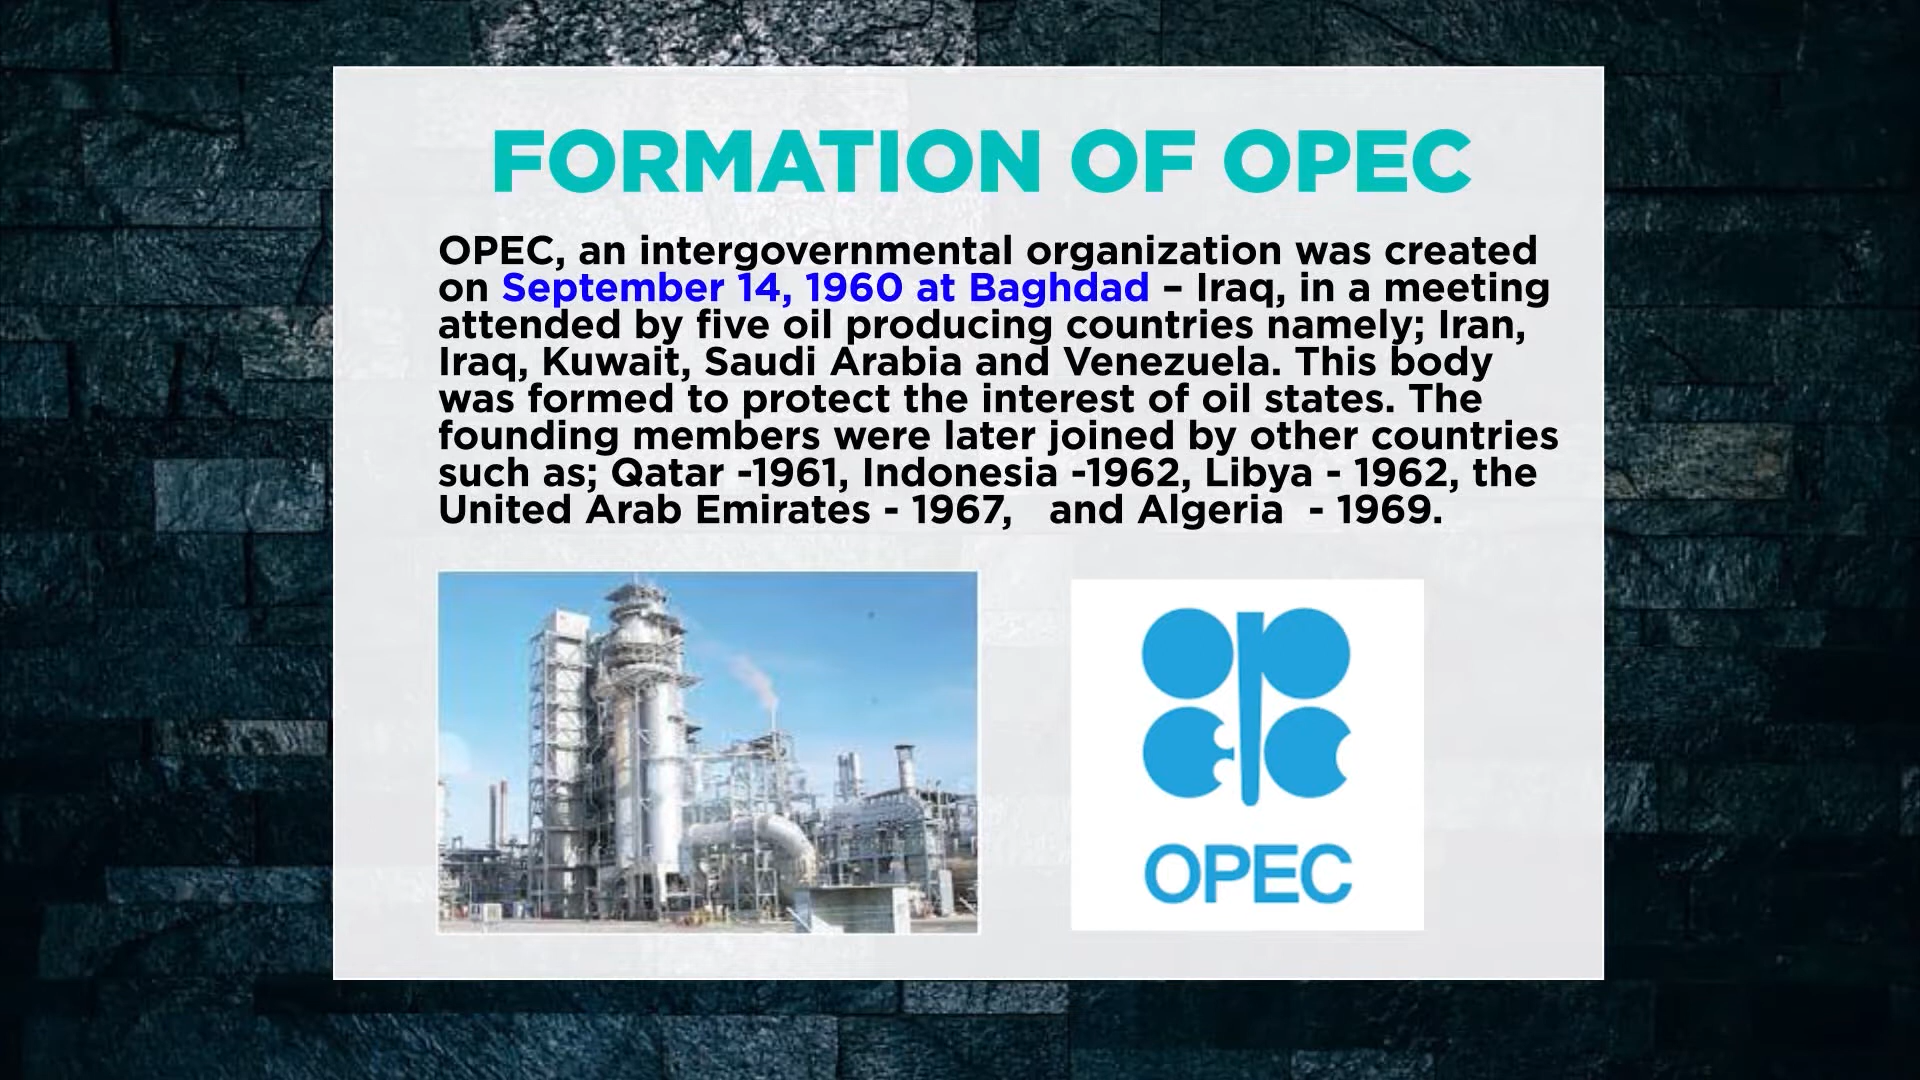 FORMATION OF OPEC
OPEC, an intergovernmental organization was created
on September 14, 1960 at Baghdad – Iraq, in a meeting
attended by five oil producing countries namely; Iran,
Iraq, Kuwait, Saudi Arabia and Venezuela. This body
was formed to protect the interest of oil states. The
founding members were later joined by other countries
such as; Qatar -1961, Indonesia -1962, Libya - 1962, the
United Arab Emirates - 1967,   and Algeria  - 1969.
OPEC